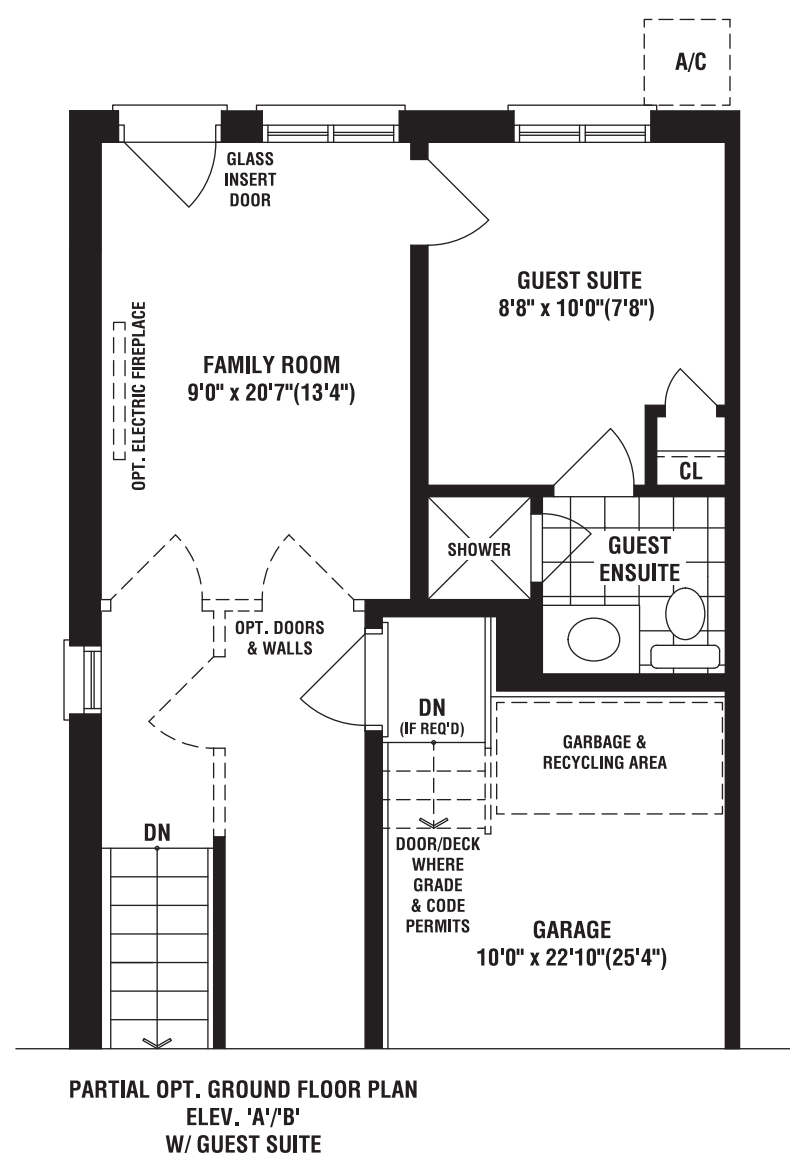 A/C
GLASS
INSERT
DOOR
GUEST SUITE
8'8" x 10'0"(7'8")
OPT. ELECTRIC FIREPLACE
FAMILY ROOM
9'0" x 20'7"(13'4")
CL
SHOWER
GUEST
ENSUITE
OPT. DOORS
& WALLS
DN
(IF REQ'D)
GARBAGE &
RECYCLING AREA
DN
DOOR/DECK
WHERE
GRADE
& CODE
PERMITS
GARAGE
10'0" x 22'10"(25'4")
PARTIAL OPT. GROUND FLOOR PLAN
ELEV. 'A'/'B'
W/ GUEST SUITE